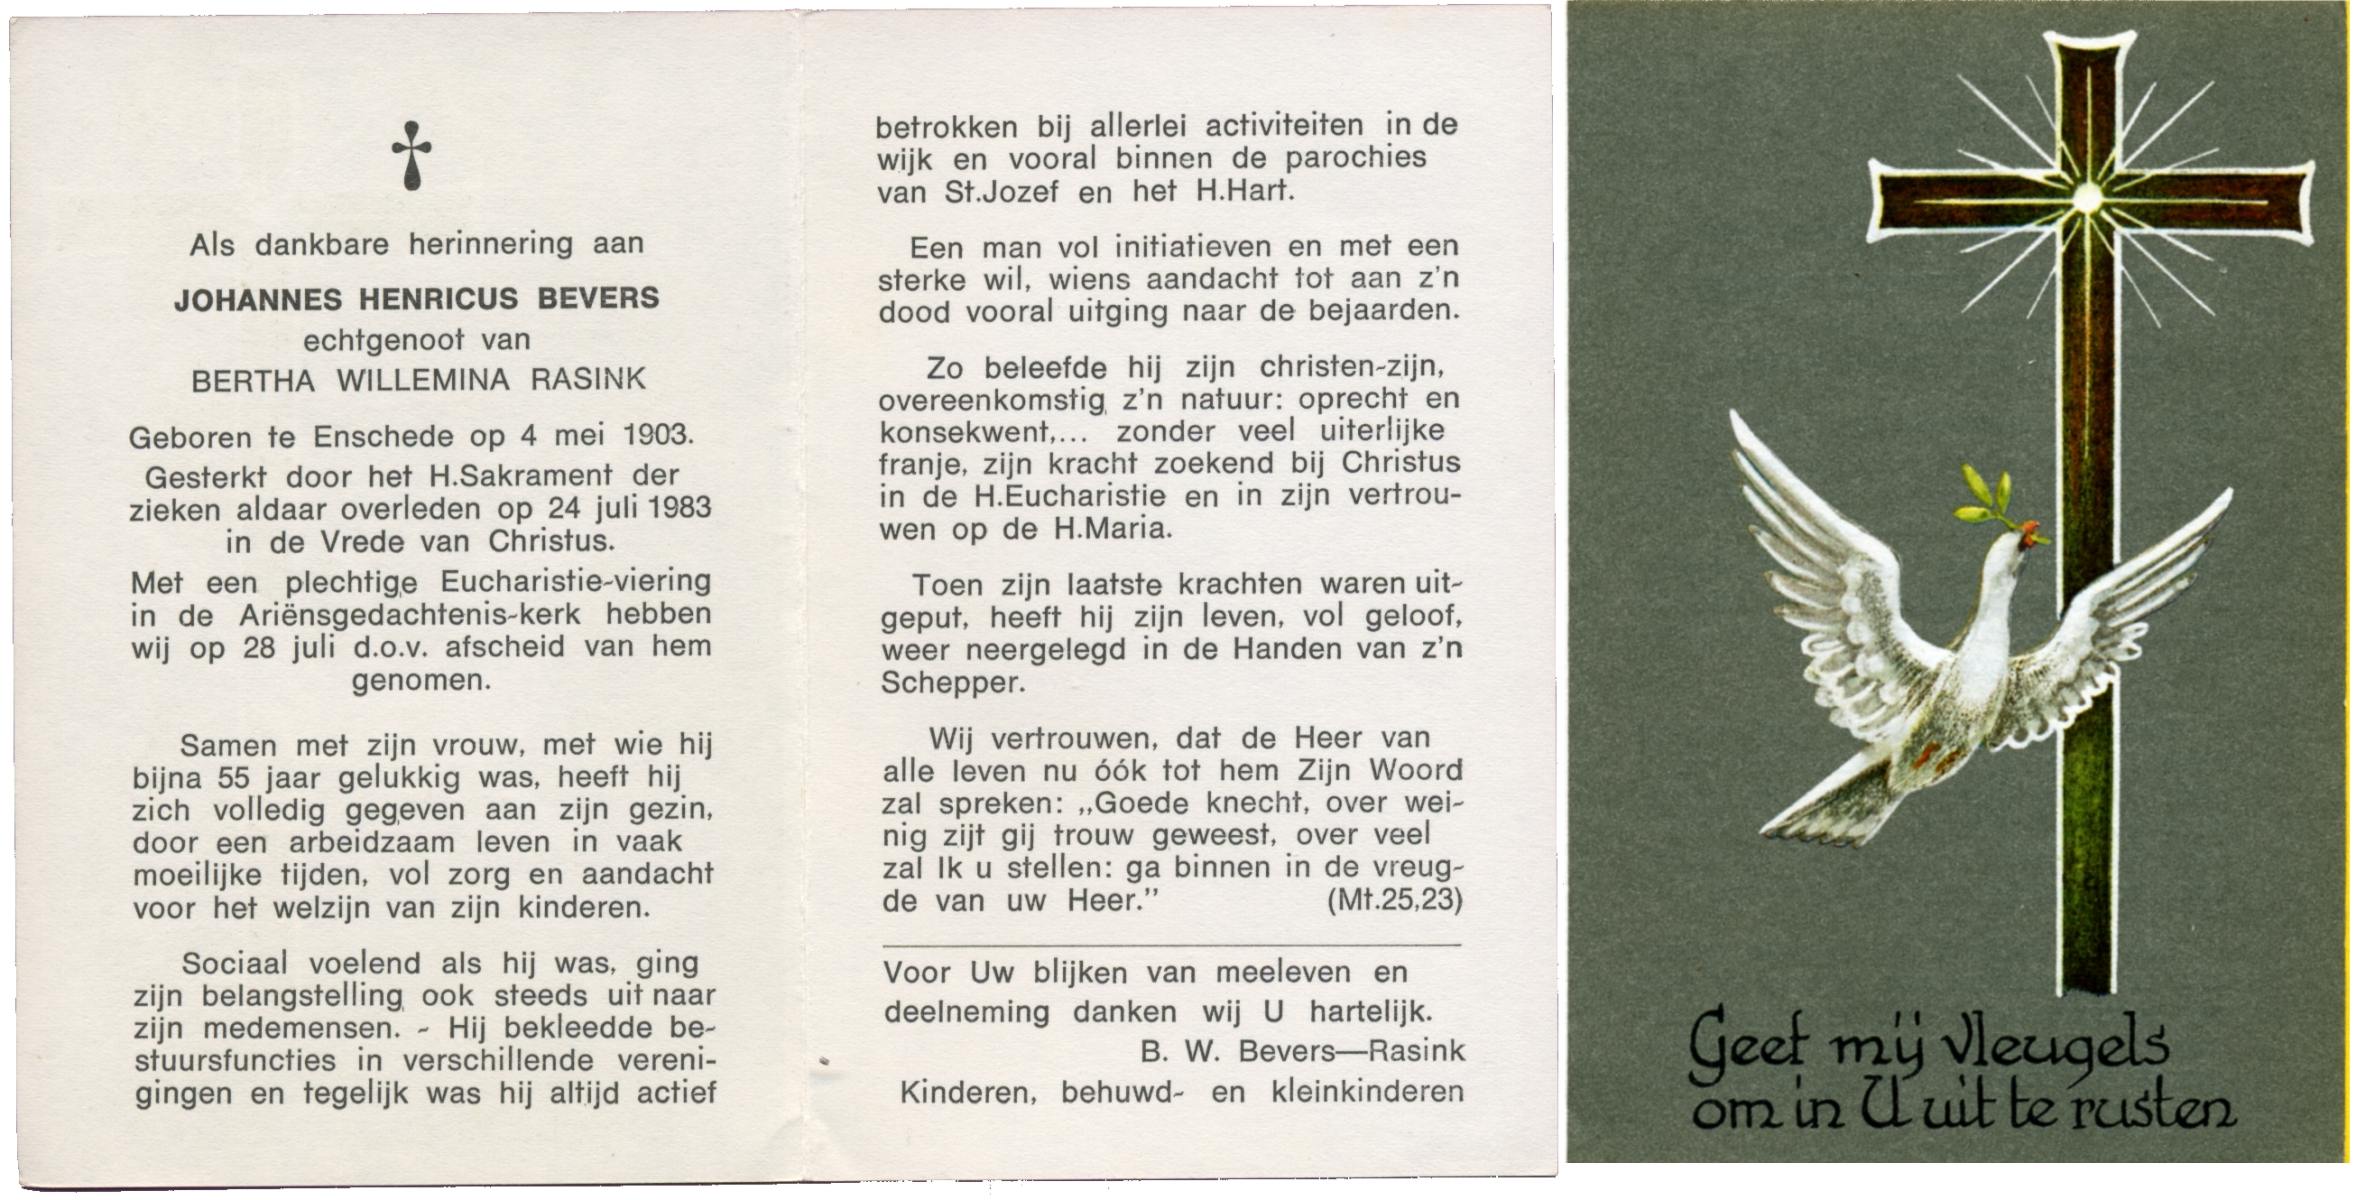 Als dankbare herinnering aan
JOHANNES HENRICUS BEVERS
echtgenoot van
BERTHA WILLEMINA RASINK
Geboren te Enschede op 4 mei 1903.
Gesterkt door het H.Sakrament der
zieken aldaar overleden op 24 juli 1983
in de Vrede van Christus.
Met een plechtige Eucharistie-viering
in de Ariënsgedachtenis-kerk hebben
wij op 28 juli d.o.v. afscheid van hem
genomen.
Samen met zijn vrouw, met wie hij
bijna 55 jaar gelukkig was, heeft hij
zich volledig gegeven aan zijn gezin,
door een arbeidzaam leven in vaak
moeilijke tijden, vol zorg en aandacht
voor het welzijn van zijn kinderen.
Sociaal voelend als hij was, ging
zijn belangstelling ook steeds uit naar
zijn medemensen. - Hij bekleedde be-
stuursfuncties in verschillende vereni-
gingen en tegelijk was hij altijd actief
betrokken bij allerlei activiteiten in de
wijk en vooral binnen de parochies
van St.Jozef en het H.Hart.
Een man vol initiatieven en met een
sterke wil, wiens aandacht tot aan z'n
dood vooral uitging naar de bejaarden.
Zo beleefde hij zijn christen-zijn,
overeenkomstig z'n natuur: oprecht en
konsekwent,... zonder veel uiterlijke
franje, zijn kracht zoekend bij Christus
in de H.Eucharistie en in zijn vertrou-
wen op de H.Maria.
Toen zijn laatste krachten waren uit-
geput, heeft hij zijn leven, vol geloof,
weer neergelegd in de Handen van z'n
Schepper.
Wij vertrouwen, dat de Heer van
alle leven nu óók tot hem Zijn Woord
zal spreken: „Goede knecht, over wei-
nig zijt gij trouw geweest, over veel
zal Ik u stellen: ga binnen in de vreug-
de van uw Heer.” (Mt.25,23)
Voor Uw blijken van meeleven en
deelneming danken wij U hartelijk.
B. W. Bevers—Rasink
Kinderen, behuwd- en kleinkinderen
Geef mij vleugels
om in U uit te rusten